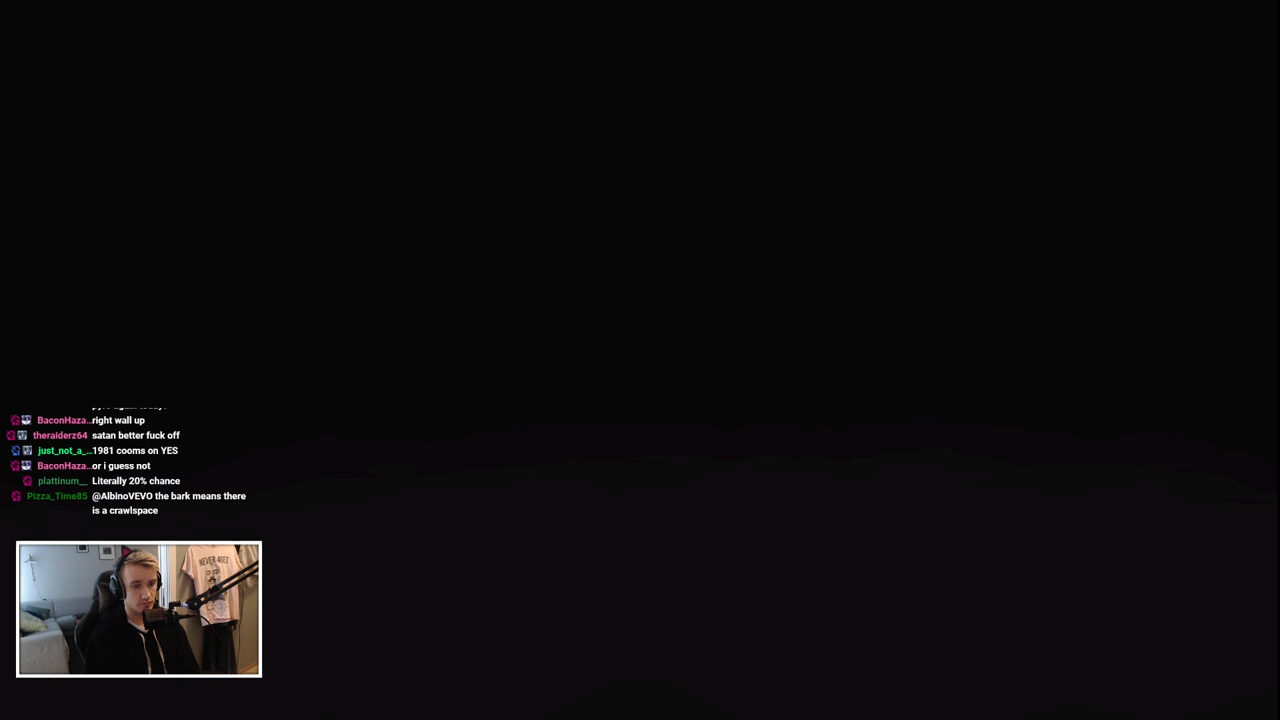 BaconHaza… right wall up
theraiderz64 satan better fuck off
just_not_a_… 1981 cooms on YES
BaconHaza… or i guess not
plattinum__ Literally 20% chance
Pizza_Time85 @AlbinoVEVO the bark means there
is a crawlspace